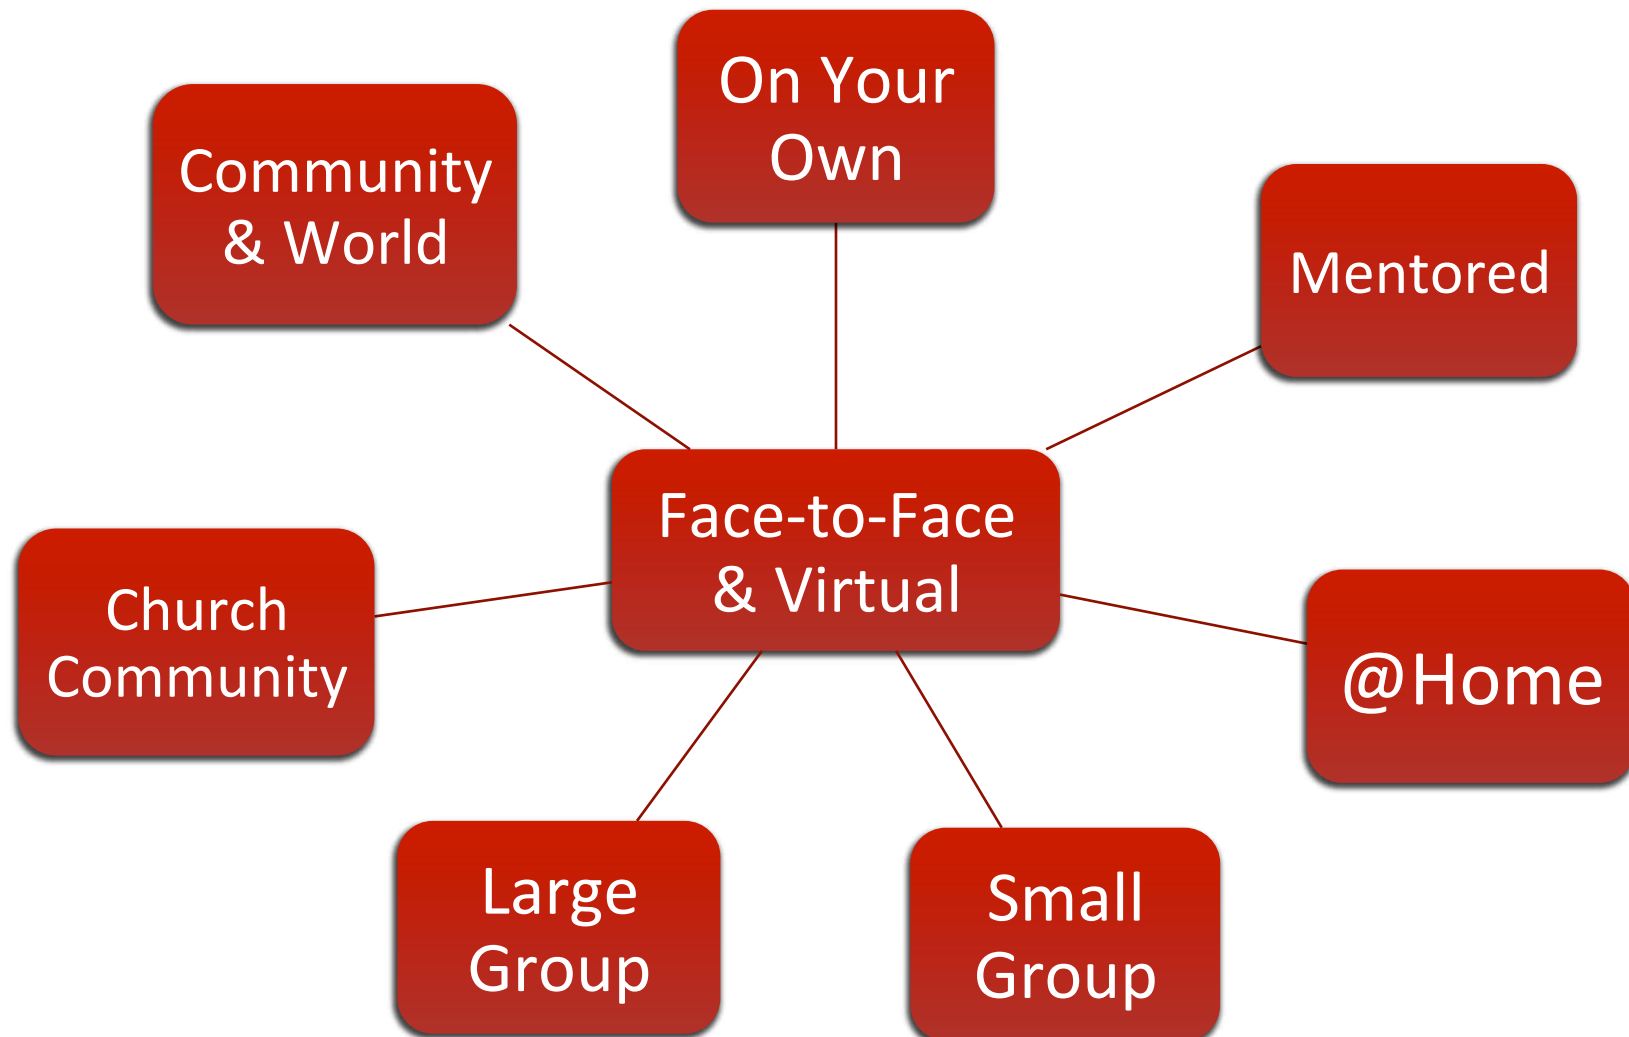 On Your
Own
Community
& World
Mentored
Face-to-Face
& Virtual
Church
Community
@Home
Large
Group
Small
Group